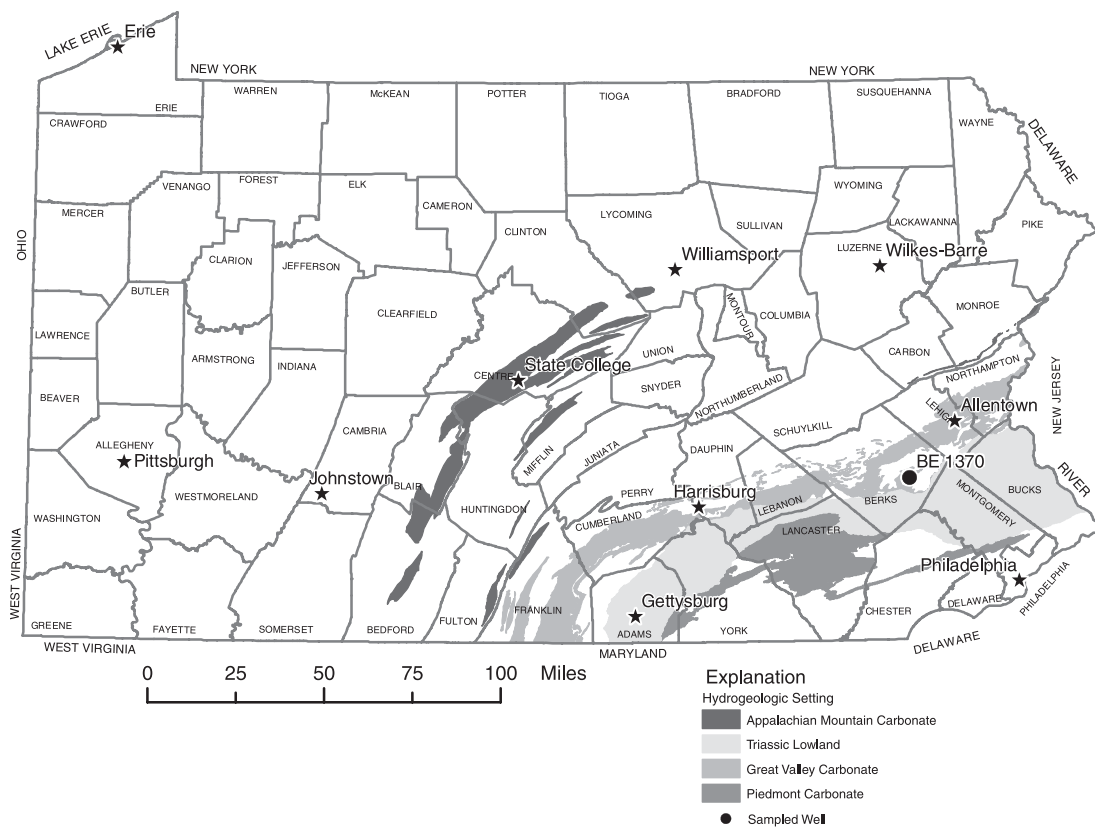 LAKE ERIE
Erie
NEW YORK
NEW YORK
ERIE
WARREN
McKEAN
POTTER
TIOGA
BRADFORD
SUSQUEHANNA
CRAWFORD
WAYNE
DELAWARE
VENANGO
FOREST
ELK
CAMERON
WYOMING
LACKAWANNA
MERCER
OHIO
CLINTON
LYCOMING
SULLIVAN
PIKE
CLARION
JEFFERSON
Williamsport
LUZERNE
Wilkes-Barre
BUTLER
CLEARFIELD
MONTOUR
COLUMBIA
MONROE
LAWRENCE
ARMSTRONG
INDIANA
CENTRE
State College
UNION
CARBON
NORTHAMPTON
SNYDER
NORTHUMBERLAND
BEAVER
LEHIGH
Allentown
NEW JERSEY
CAMBRIA
SCHUYLKILL
ALLEGHENY
Pittsburgh
MIFFLIN
JUNIATA
DAUPHIN
BE 1370
Johnstown
BLAIR
WESTMORELAND
PERRY
Harrisburg
BERKS
BUCKS
RIVER
WASHINGTON
HUNTINGDON
CUMBERLAND
LEBANON
MONTGOMERY
LANCASTER
WEST VIRGINIA
Philadelphia
PHILADELPHIA
Gettysburg
FRANKLIN
CHESTER
DELAWARE
GREENE
FAYETTE
SOMERSET
BEDFORD
FULTON
ADAMS
YORK
WEST VIRGINIA
MARYLAND
DELAWARE
0 25 50 75 100 Miles
Explanation
Hydrogeologic Setting
Appalachian Mountain Carbonate
Triassic Lowland
Great Valley Carbonate
Piedmont Carbonate
Sampled Well